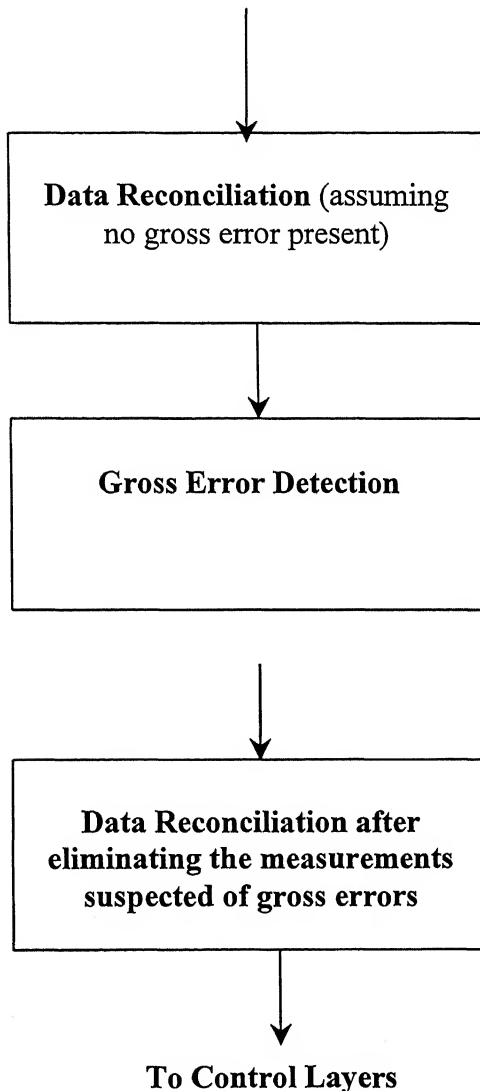 Data Reconciliation (assuming
no gross error present)
Gross Error Detection
Data Reconciliation after
eliminating the measurements
suspected of gross errors
To Control Layers